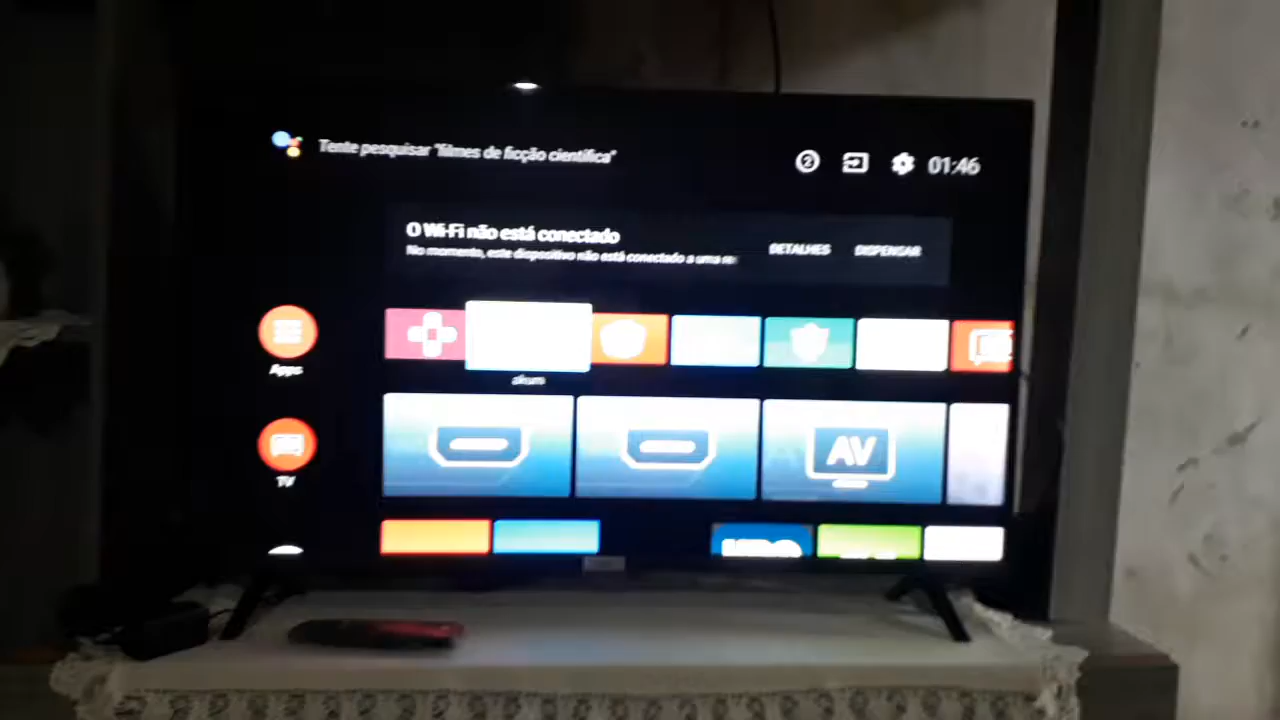 Tente pesquisar "filmes de ficção científica"
2
01:46
O Wi-Fi não está conectado
No momento, este dispositivo não está conectado a uma
DETALHES
DISPENSAR
Apps
AV
TV